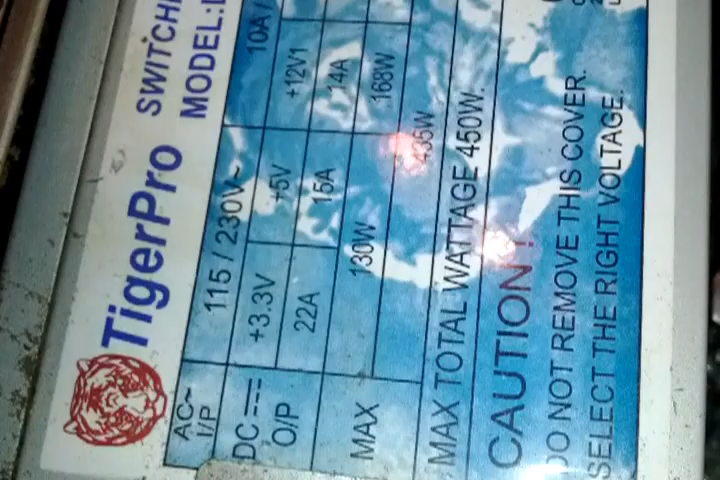 TigerPro
SWITCHI
MODEL:
AC~ I/P 115 / 230V~ 10A /
DC O/P +3.3V +5V +12V1
22A 15A 14A
MAX 130W 168W
435W
MAX TOTAL WATTAGE 450W.
CAUTION !
DO NOT REMOVE THIS COVER.
SELECT THE RIGHT VOLTAGE.